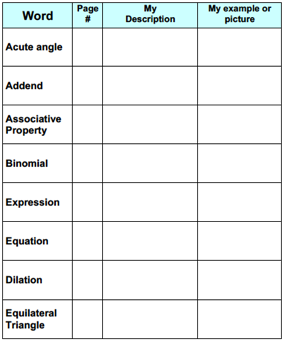 Word
Page
#
My
Description
My example or
picture
Acute angle
Addend
Associative
Property
Binomial
Expression
Equation
Dilation
Equilateral
Triangle